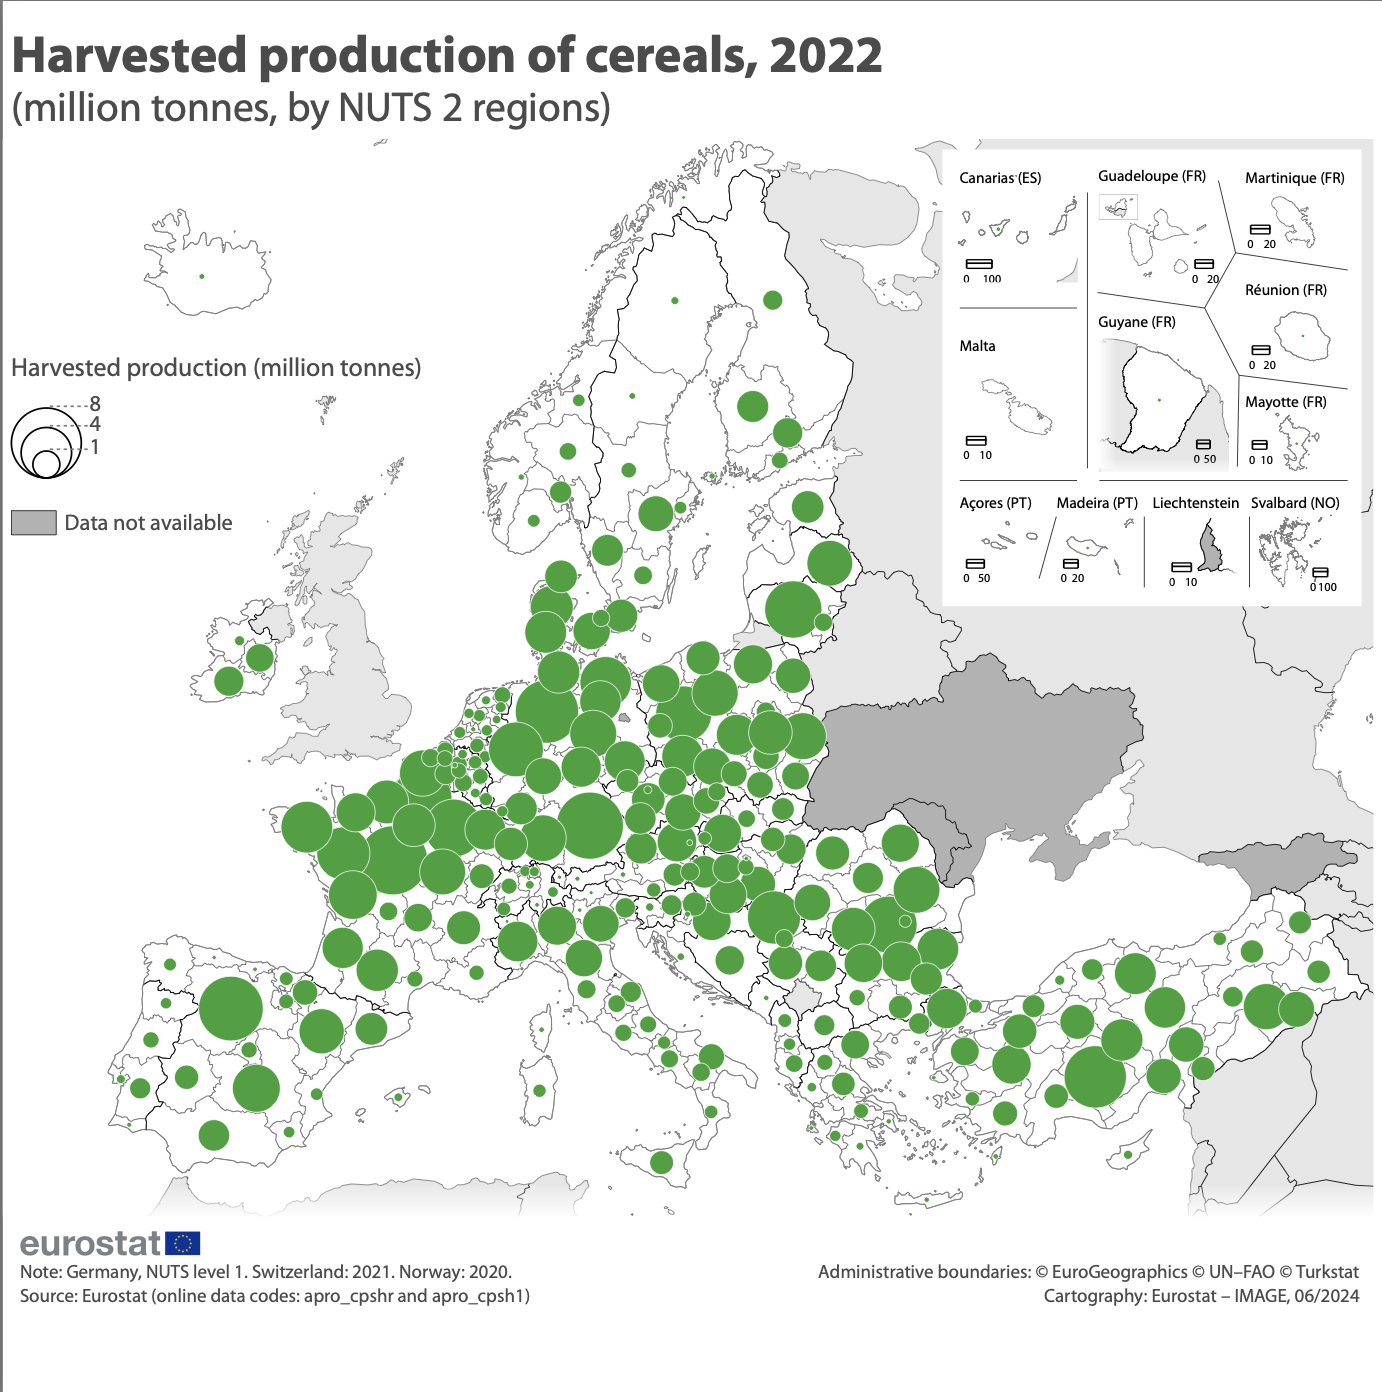 Harvested production of cereals, 2022
(million tonnes, by NUTS 2 regions)
Harvested production (million tonnes)
8
4
1
Data not available
Canarias (ES)
0 100
Guadeloupe (FR)
0 20
Martinique (FR)
0 20
Réunion (FR)
0 20
Guyane (FR)
0 50
Mayotte (FR)
0 10
Malta
0 10
Açores (PT)
0 50
Madeira (PT)
0 20
Liechtenstein
0 10
Svalbard (NO)
0 100
eurostat
Note: Germany, NUTS level 1. Switzerland: 2021. Norway: 2020.
Source: Eurostat (online data codes: apro_cpshr and apro_cpsh1)
Administrative boundaries: © EuroGeographics © UN–FAO © Turkstat
Cartography: Eurostat – IMAGE, 06/2024